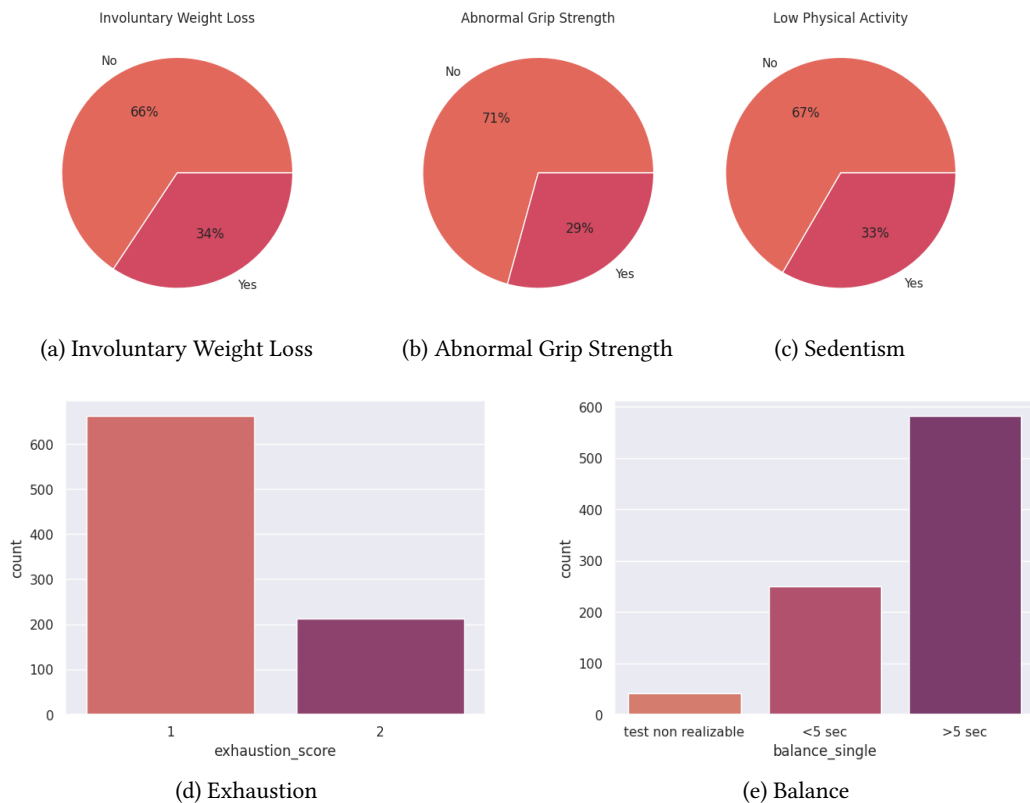 Involuntary Weight Loss
Abnormal Grip Strength
Low Physical Activity
No
66%
34%
Yes
No
71%
29%
Yes
No
67%
33%
Yes
(a) Involuntary Weight Loss
(b) Abnormal Grip Strength
(c) Sedentism
600
500
400
300
200
100
0
count
1
2
exhaustion_score
600
500
400
300
200
100
0
count
test non realizable
<5 sec
>5 sec
balance_single
(d) Exhaustion
(e) Balance